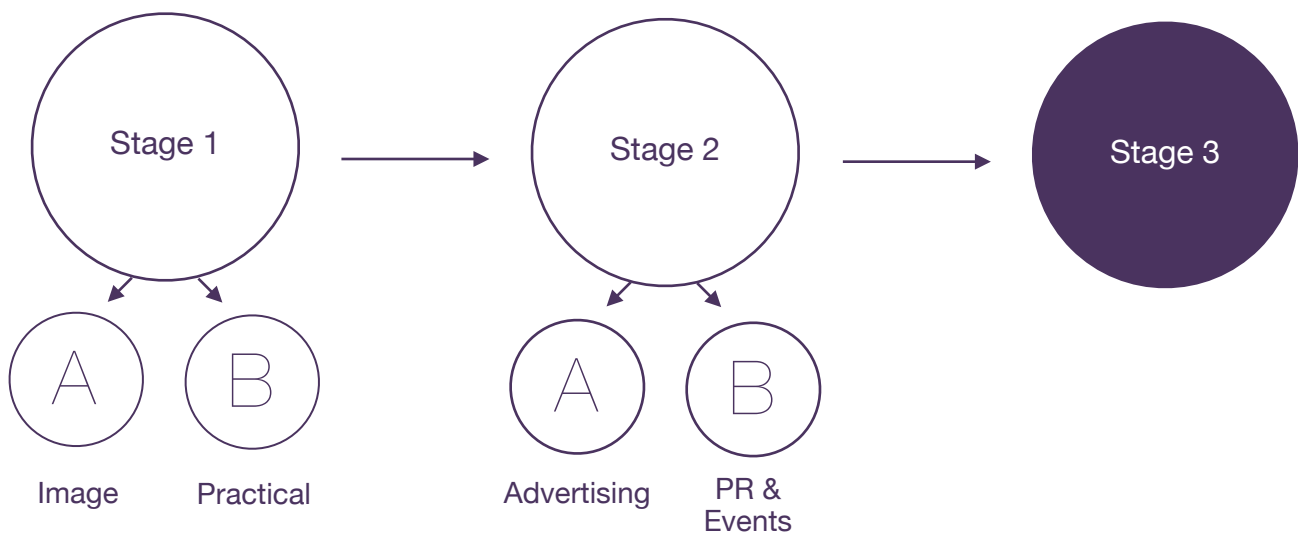 Stage 1
Stage 2
Stage 3
A
B
A
B
Image
Practical
Advertising
PR &
Events